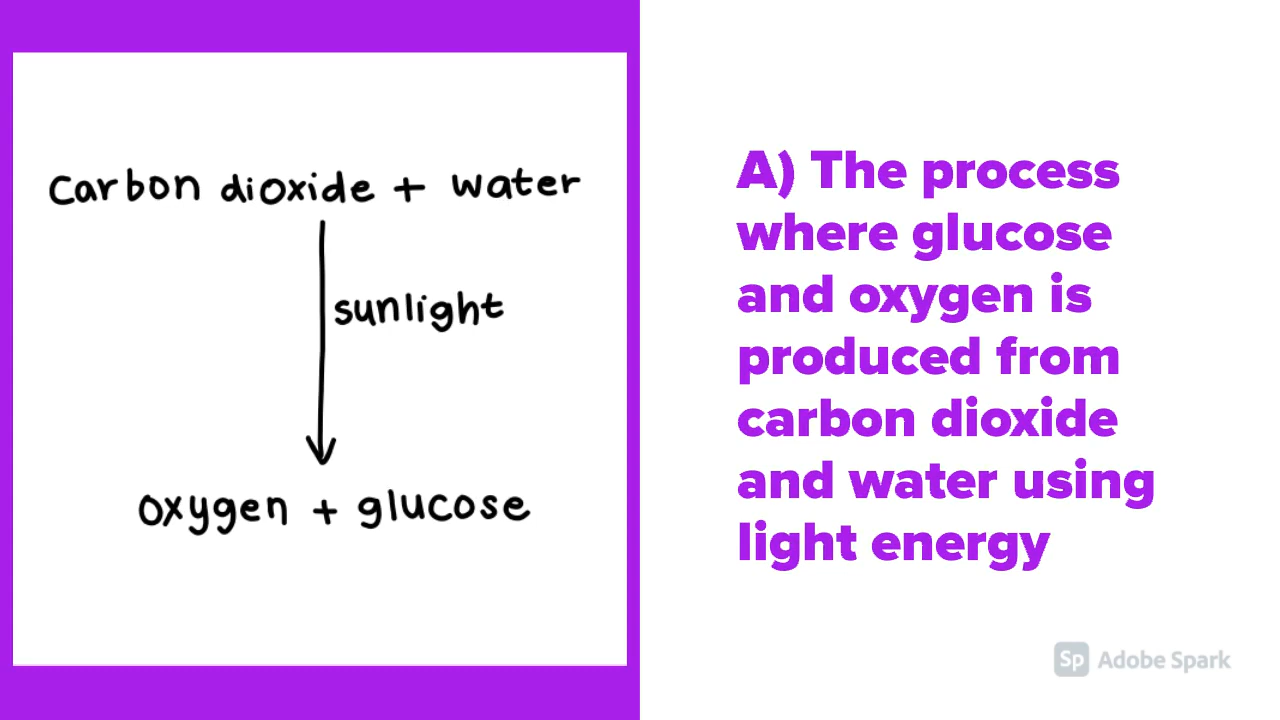 Carbon dioxide + water
sunlight
oxygen + glucose
A) The process
where glucose
and oxygen is
produced from
carbon dioxide
and water using
light energy
Sp Adobe Spark